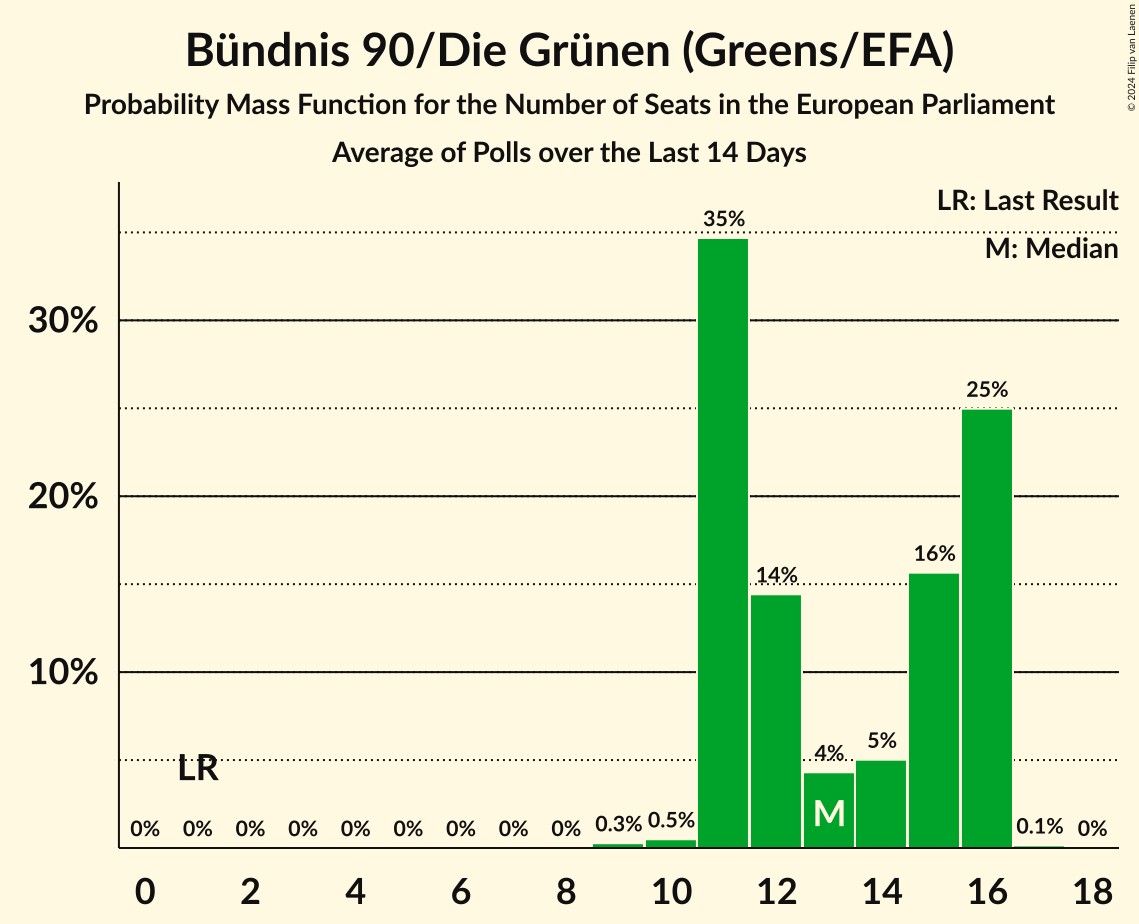 Bündnis 90/Die Grünen (Greens/EFA)
Probability Mass Function for the Number of Seats in the European Parliament
Average of Polls over the Last 14 Days
© 2024 Filip van Laenen
LR: Last Result
M: Median
35%
30%
25%
20%
16%
14%
10%
5%
4%
LR
M
0% 0% 0% 0% 0% 0% 0% 0% 0% 0.3% 0.5% 0.1% 0%
0 2 4 6 8 10 12 14 16 18